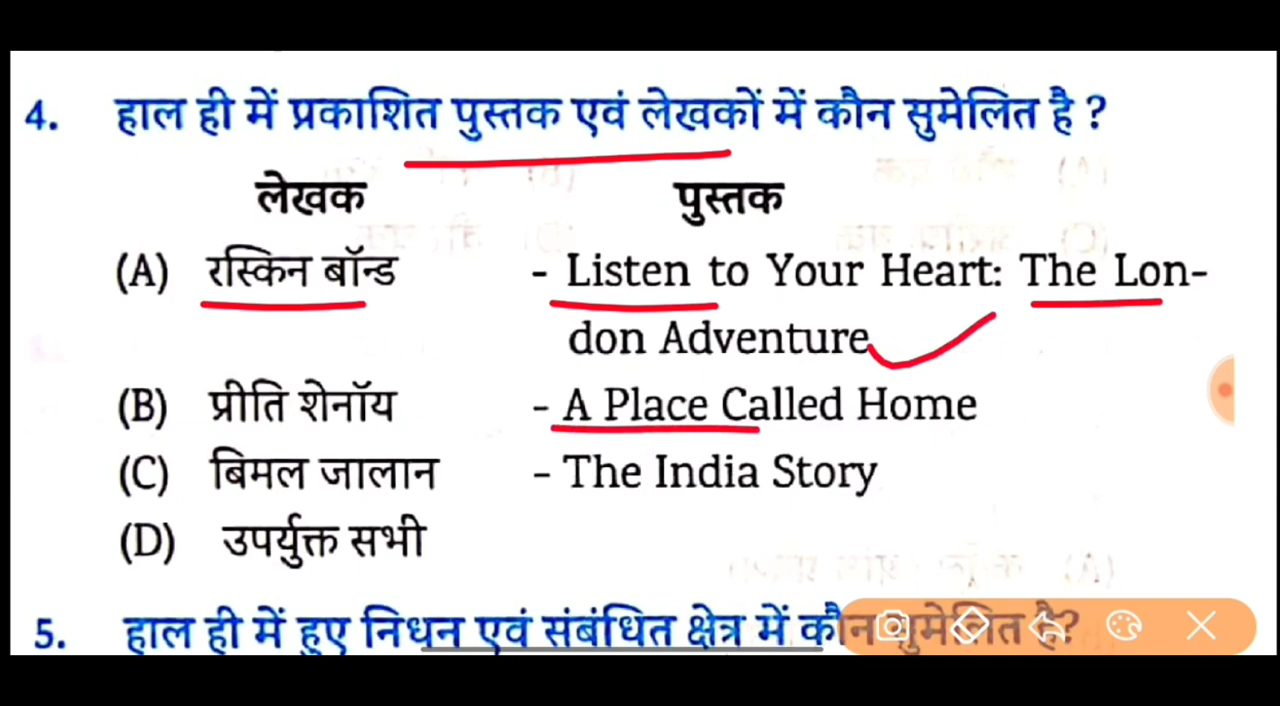 4. हाल ही में प्रकाशित पुस्तक एवं लेखकों में कौन सुमेलित है ?
लेखक पुस्तक
(A) रस्किन बॉन्ड - Listen to Your Heart: The Lon-
don Adventure
(B) प्रीति शेनॉय - A Place Called Home
(C) बिमल जालान - The India Story
(D) उपर्युक्त सभी
5. हाल ही में हुए निधन एवं संबंधित क्षेत्र में कौन सुमेलित है?